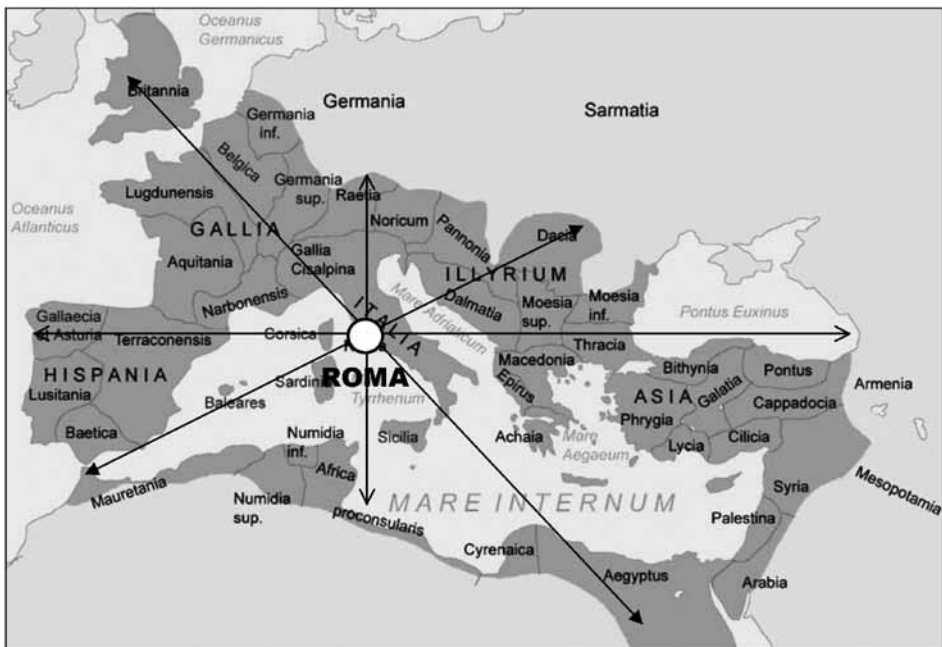 Oceanus
Germanicus
Britannia
Germania
Sarmatia
Germania
inf.
Belgica
Lugdunensis
Germania
sup.
Raetia
Noricum
Pannonia
Dacia
Oceanus
Atlanticus
GALLIA
Gallia
Cisalpina
Aquitania
ILLYRIUM
Narbonensis
ITALIA
Mare Adriaticum
Dalmatia
Moesia
sup.
Moesia
inf.
Pontus Euxinus
Gallaecia
et Asturia
Terraconensis
Corsica
Thracia
HISPANIA
ROMA
Macedonia
Bithynia
Pontus
Armenia
Lusitania
Sardinia
Tyrrhenum
Epirus
ASIA
Galatia
Cappadocia
Baleares
Phrygia
Baetica
Numidia
inf.
Sicilia
Achaia
Mare
Aegaeum
Lycia
Cilicia
Mauretania
Africa
proconsularis
Numidia
sup.
MARE INTERNUM
Syria
Mesopotamia
Palestina
Cyrenaica
Aegyptus
Arabia